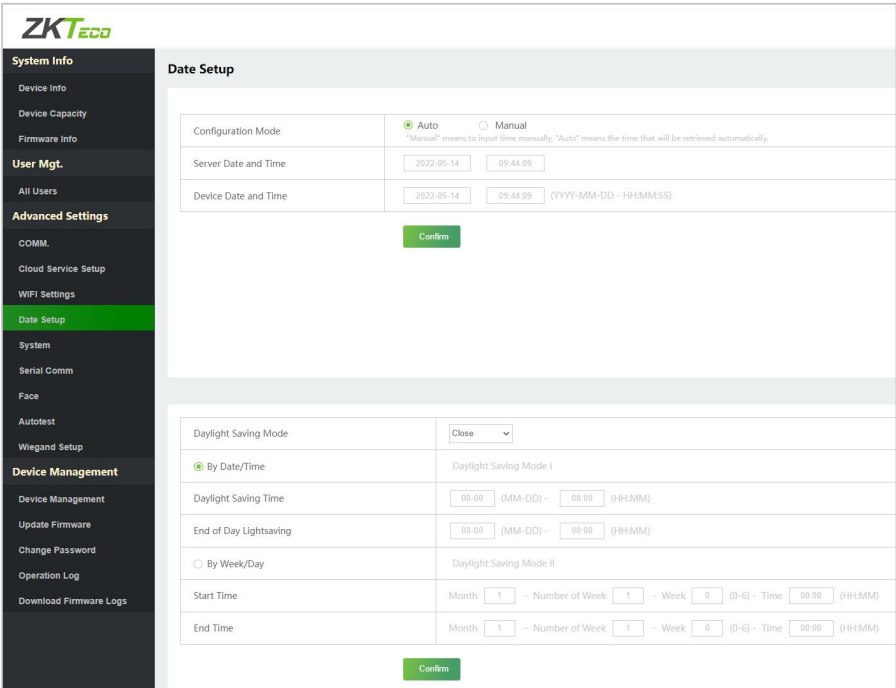 ZKTeco
System Info
Device Info
Device Capacity
Firmware Info
User Mgt.
All Users
Advanced Settings
COMM.
Cloud Service Setup
WIFI Settings
Date Setup
System
Serial Comm
Face
Autotest
Wiegand Setup
Device Management
Device Management
Update Firmware
Change Password
Operation Log
Download Firmware Logs
Date Setup
Configuration Mode Auto Manual
"Manual" means to input time manually, "Auto" means the time that will be retrieved automatically.
Server Date and Time 2022-05-14 09:44:09
Device Date and Time 2022-05-14 09:44:09 (YYYY-MM-DD - HH:MM:SS)
Confirm
Daylight Saving Mode Close
By Date/Time Daylight Saving Mode I
Daylight Saving Time 00-00 (MM-DD) - 00:00 (HH:MM)
End of Day Lightsaving 00-00 (MM-DD) - 00:00 (HH:MM)
By Week/Day Daylight Saving Mode II
Start Time Month 1 - Number of Week 1 - Week 0 (0-6) - Time 00:00 (HH:MM)
End Time Month 1 - Number of Week 1 - Week 0 (0-6) - Time 00:00 (HH:MM)
Confirm